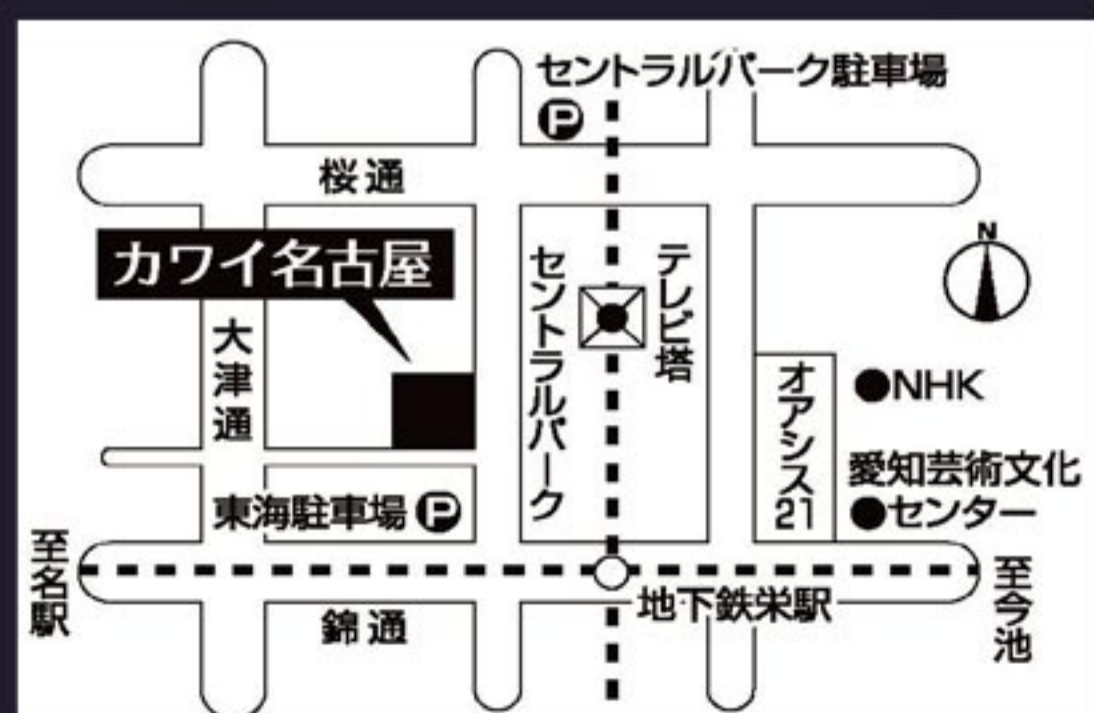 セントラルパーク駐車場
P
桜通
カワイ名古屋
N
大津通
セントラルパーク
テレビ塔
オアシス21
●NHK
愛知芸術文化
●センター
東海駐車場 P
至名駅
地下鉄栄駅
至今池
錦通